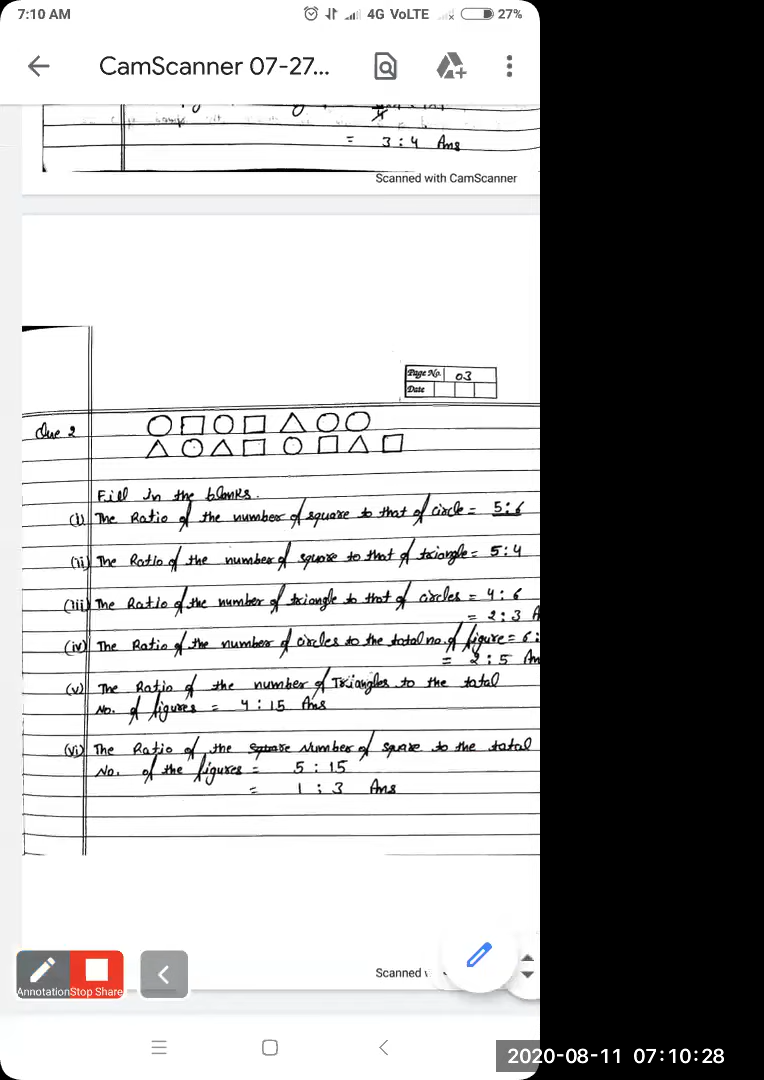 7:10 AM 4G VoLTE 27%
CamScanner 07-27...
= 3 : 4 Ans
Scanned with CamScanner
Page No. 03
Date
Que 2
Fill in the blanks.
(i) The Ratio of the number of square to that of circle = 5:6
(ii) The Ratio of the number of square to that of triangle = 5:4
(iii) The Ratio of the number of triangle to that of circles = 4:6
= 2:3 A
(iv) The Ratio of the number of circles to the total no. of figure = 6:
= 2:5 An
(v) The Ratio of the number of Triangles to the total
No. of figures = 4:15 Ans
(vi) The Ratio of the Number of square to the total
No. of the figures = 5 : 15
= 1 : 3 Ans
Scanned
Annotation Stop Share
2020-08-11 07:10:28